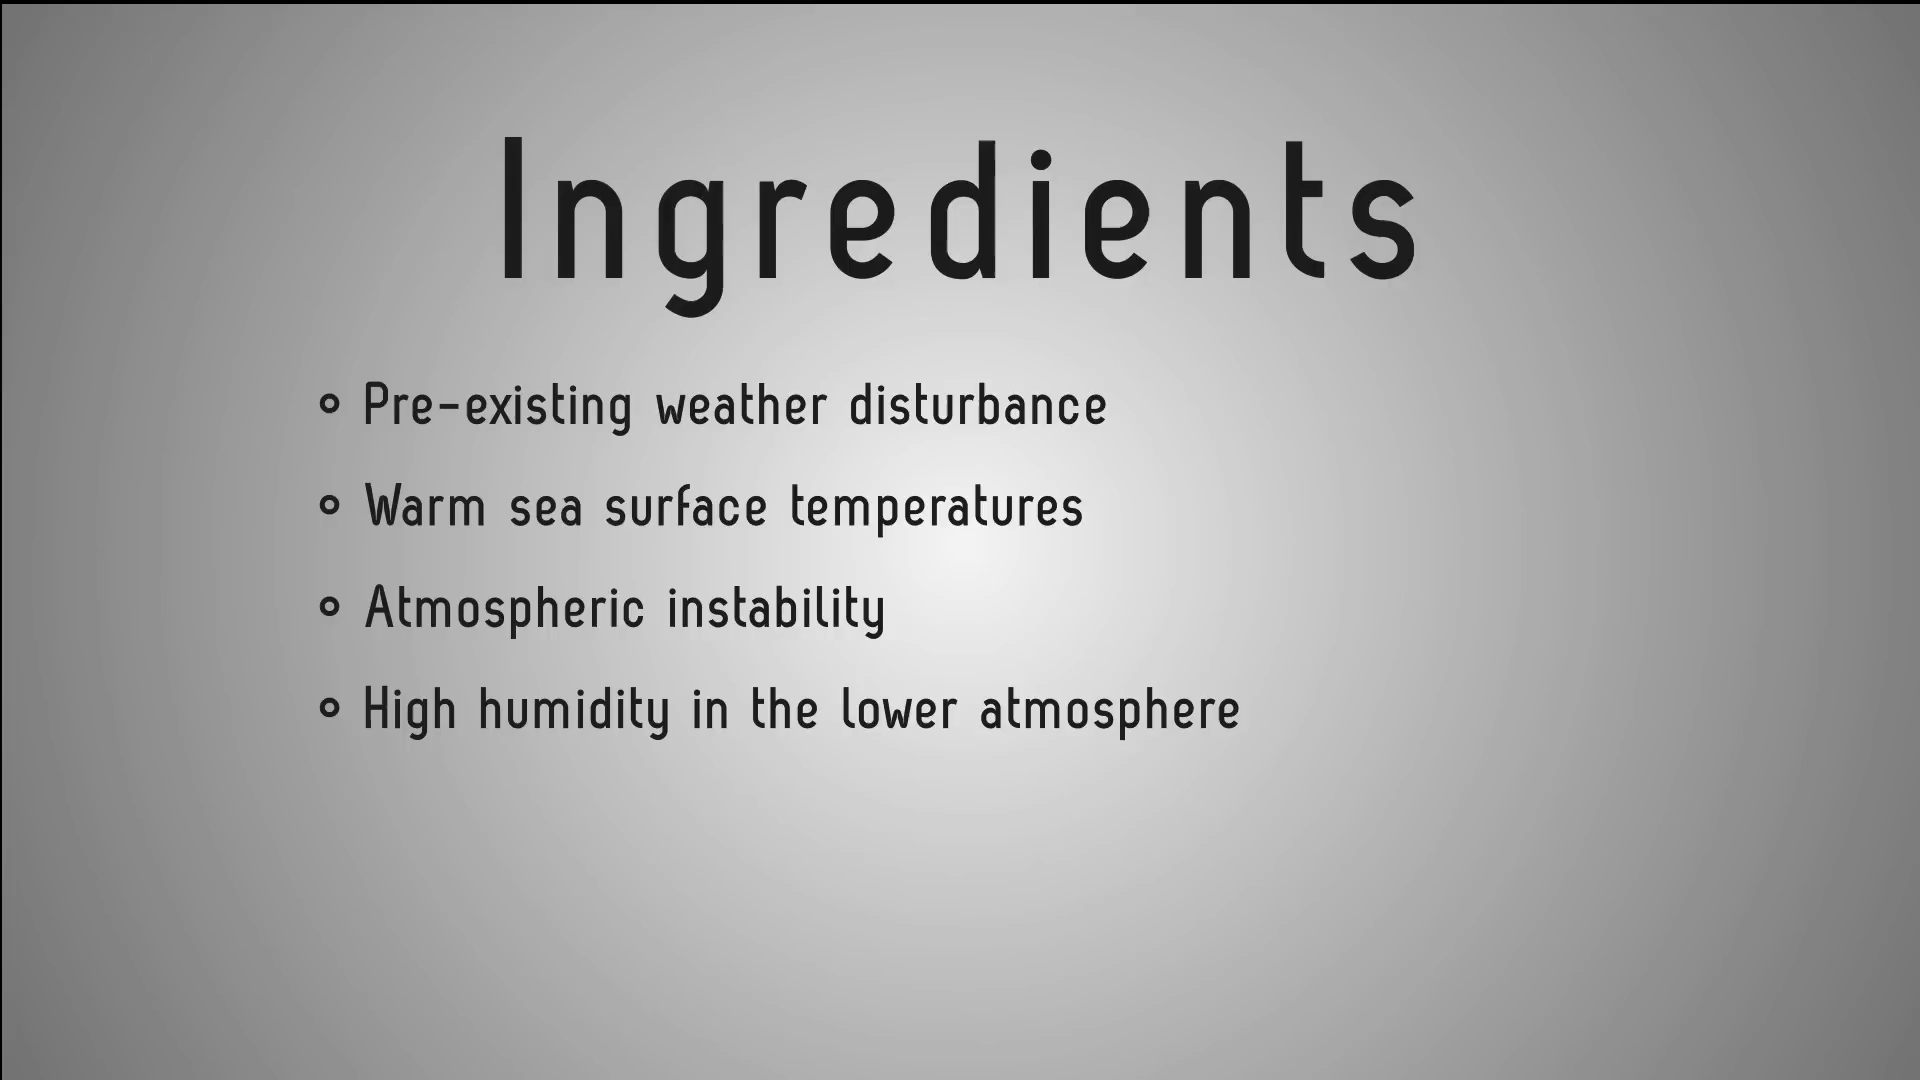 Ingredients
Pre-existing weather disturbance
Warm sea surface temperatures
Atmospheric instability
High humidity in the lower atmosphere